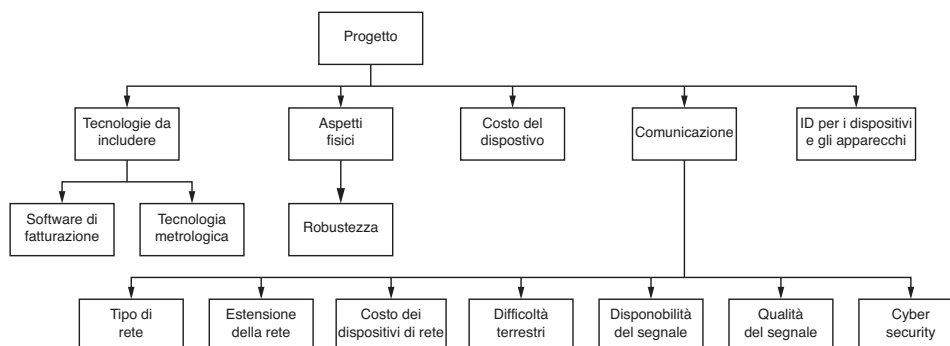 Progetto
Tecnologie da
includere
Aspetti
fisici
Costo del
dispostivo
Comunicazione
ID per i dispositivi
e gli apparecchi
Software di
fatturazione
Tecnologia
metrologica
Robustezza
Tipo di
rete
Estensione
della rete
Costo dei
dispositivi di rete
Difficoltà
terrestri
Disponobilità
del segnale
Qualità
del segnale
Cyber
security